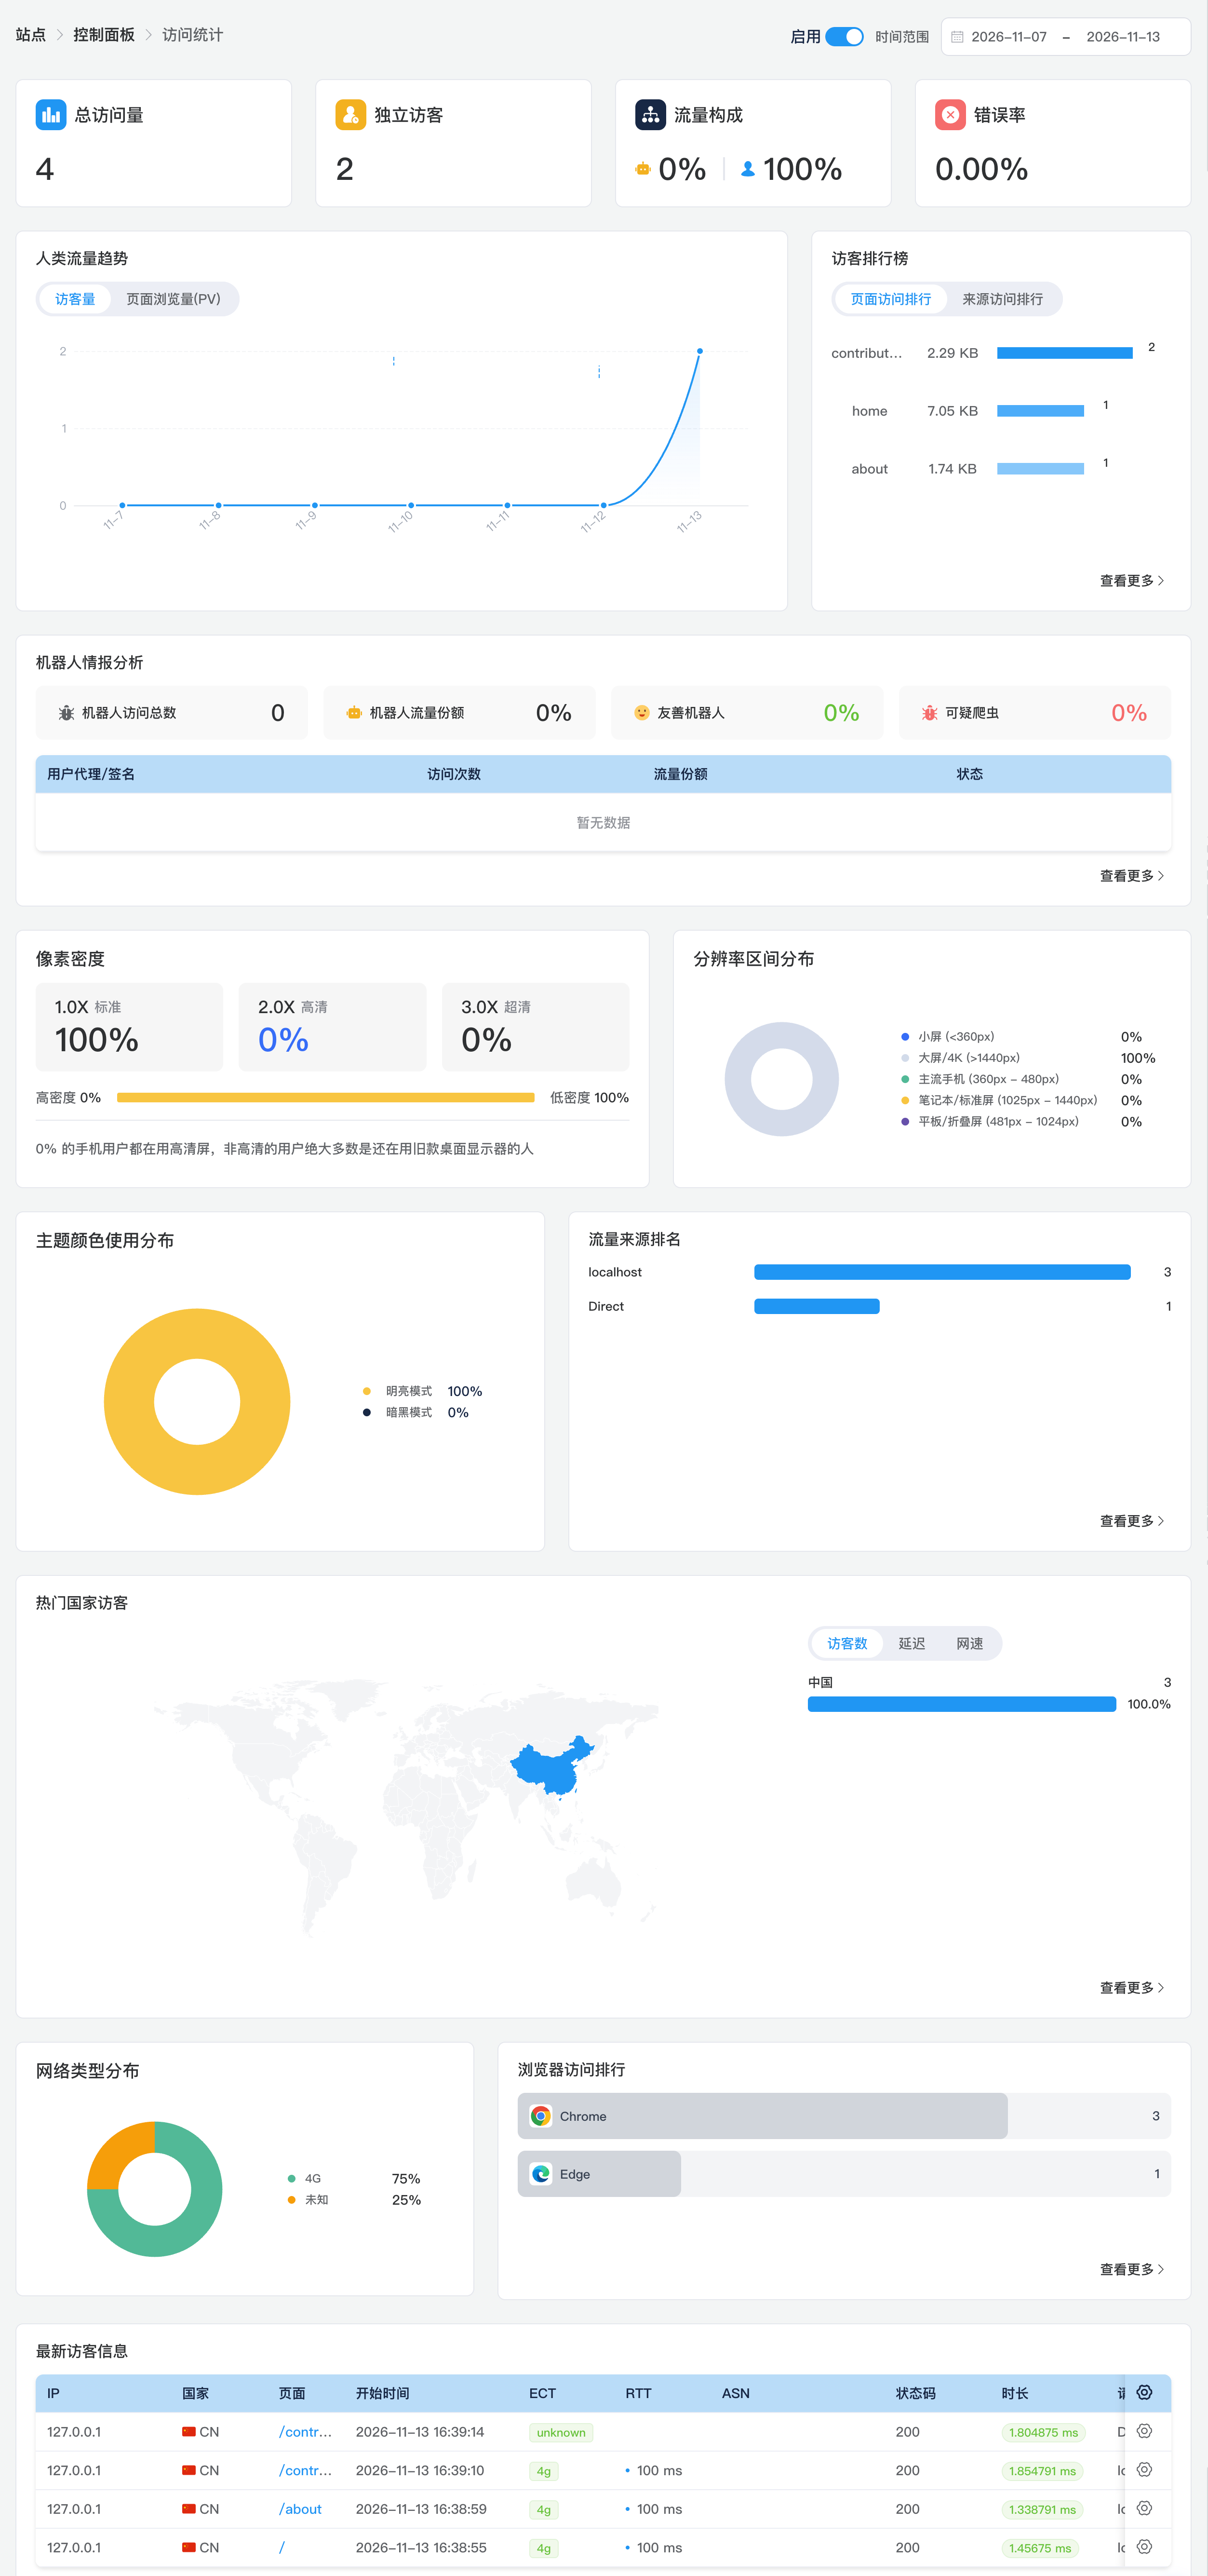 站点 > 控制面板 > 访问统计
启用 时间范围 2026-11-07 - 2026-11-13
总访问量
4
独立访客
2
流量构成
0% 100%
错误率
0.00%
人类流量趋势
访客量 页面浏览量(PV)
2
1
0
11-7 11-8 11-9 11-10 11-11 11-12 11-13
访客排行榜
页面访问排行 来源访问排行
contribut... 2.29 KB 2
home 7.05 KB 1
about 1.74 KB 1
查看更多 >
机器人情报分析
机器人访问总数 0
机器人流量份额 0%
友善机器人 0%
可疑爬虫 0%
用户代理/签名 访问次数 流量份额 状态
暂无数据
查看更多 >
像素密度
1.0X 标准
100%
2.0X 高清
0%
3.0X 超清
0%
高密度 0% 低密度 100%
0% 的手机用户都在用高清屏，非高清的用户绝大多数是还在用旧款桌面显示器的人
分辨率区间分布
小屏 (<360px) 0%
大屏/4K (>1440px) 100%
主流手机 (360px - 480px) 0%
笔记本/标准屏 (1025px - 1440px) 0%
平板/折叠屏 (481px - 1024px) 0%
主题颜色使用分布
明亮模式 100%
暗黑模式 0%
流量来源排名
localhost 3
Direct 1
查看更多 >
热门国家访客
访客数 延迟 网速
中国 3
100.0%
查看更多 >
网络类型分布
4G 75%
未知 25%
浏览器访问排行
Chrome 3
Edge 1
查看更多 >
最新访客信息
IP 国家 页面 开始时间 ECT RTT ASN 状态码 时长
127.0.0.1 CN /contr... 2026-11-13 16:39:14 unknown 200 1.804875 ms
127.0.0.1 CN /contr... 2026-11-13 16:39:10 4g 100 ms 200 1.854791 ms
127.0.0.1 CN /about 2026-11-13 16:38:59 4g 100 ms 200 1.338791 ms
127.0.0.1 CN / 2026-11-13 16:38:55 4g 100 ms 200 1.45675 ms